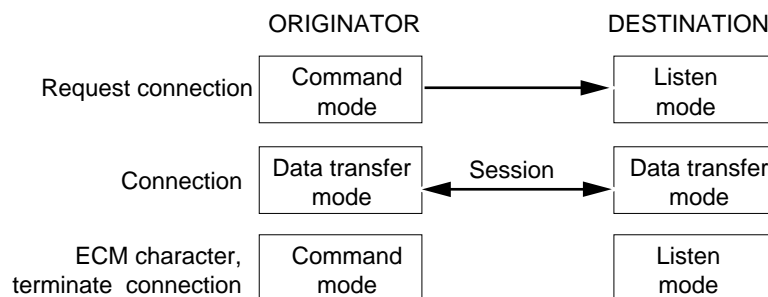 ORIGINATOR DESTINATION
Request connection Command mode Listen mode
Connection Data transfer mode Session Data transfer mode
ECM character, terminate connection Command mode Listen mode